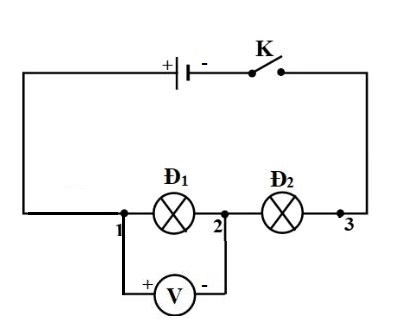 + - K
Đ₁ Đ₂
1 2 3
+ V -